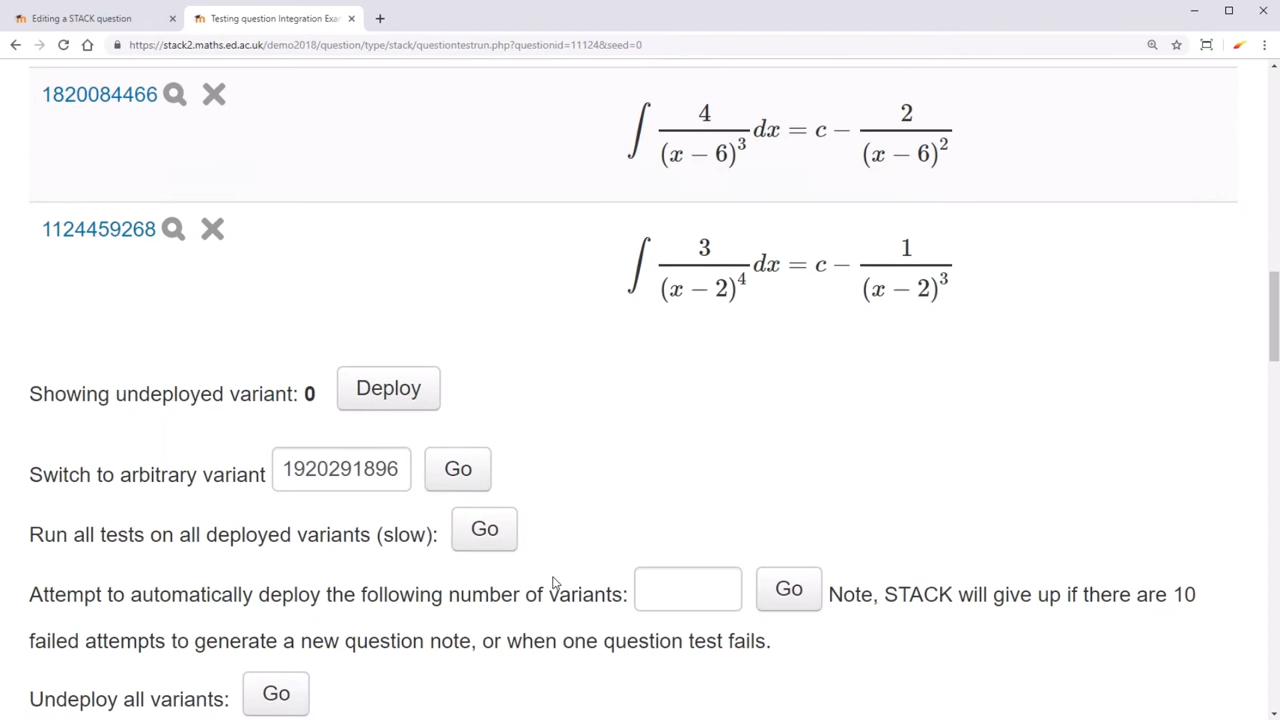 Editing a STACK question
Testing question Integration Exa
https://stack2.maths.ed.ac.uk/demo2018/question/type/stack/questiontestrun.php?questionid=11124&seed=0
1820084466
∫ 4/(x − 6)³ dx = c − 2/(x − 6)²
1124459268
∫ 3/(x − 2)⁴ dx = c − 1/(x − 2)³
Showing undeployed variant: 0 Deploy
Switch to arbitrary variant 1920291896 Go
Run all tests on all deployed variants (slow): Go
Attempt to automatically deploy the following number of variants: Go Note, STACK will give up if there are 10
failed attempts to generate a new question note, or when one question test fails.
Undeploy all variants: Go